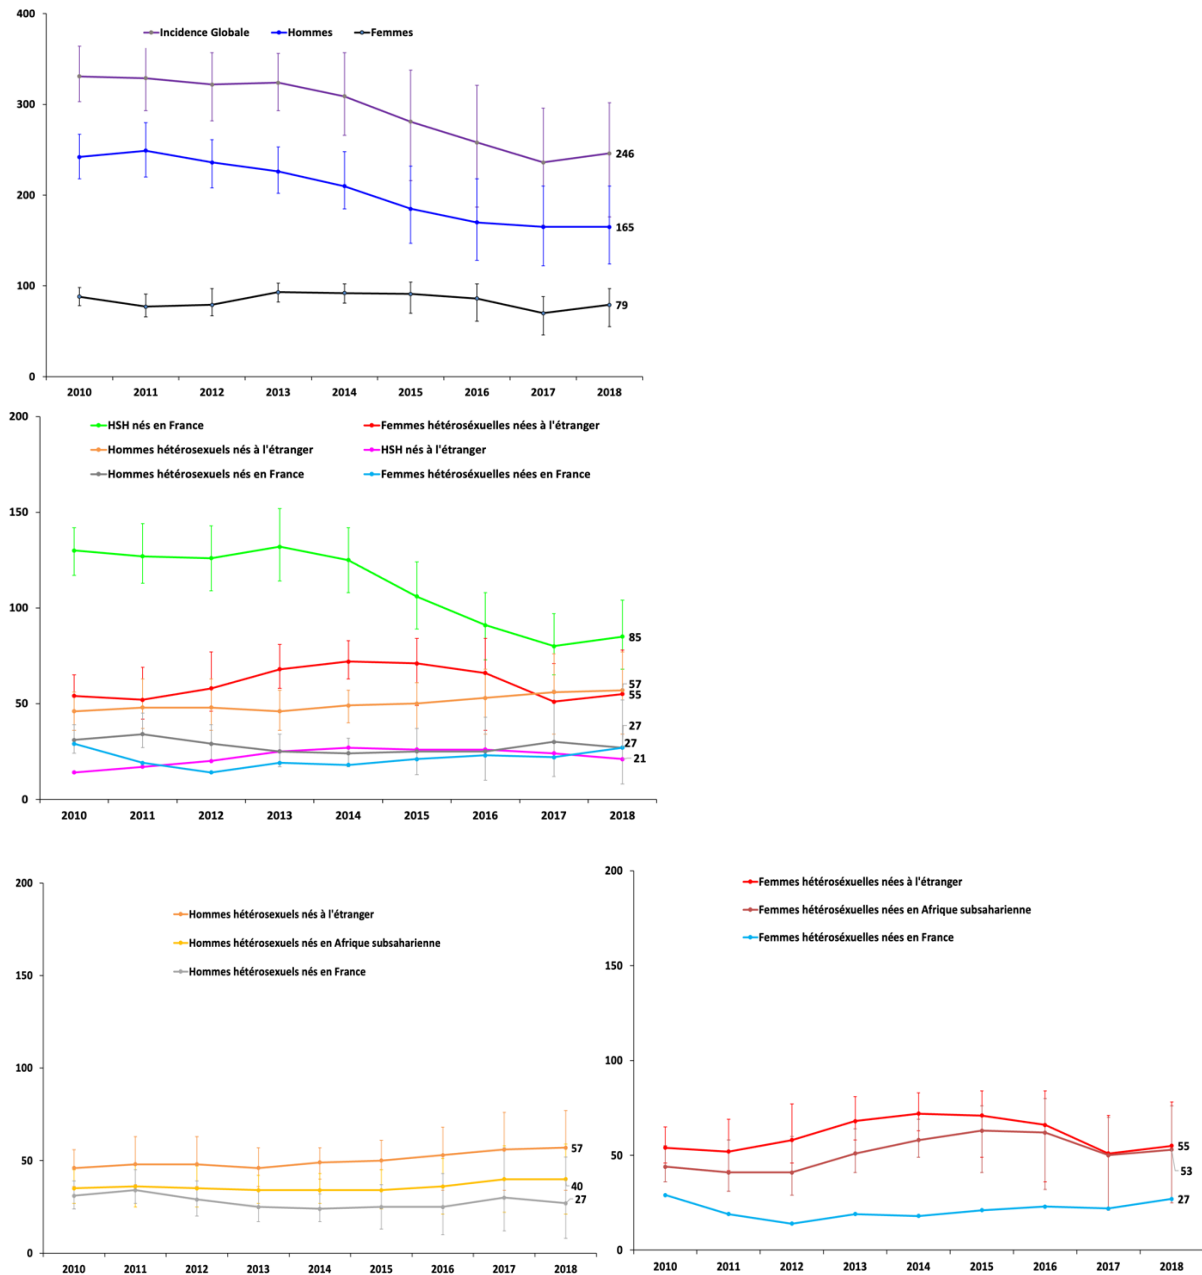 400
Incidence Globale Hommes Femmes
300
246
200
165
100
79
0
2010 2011 2012 2013 2014 2015 2016 2017 2018
200
HSH nés en France Femmes hétéroséxuelles nées à l'étranger
Hommes hétérosexuels nés à l'étranger HSH nés à l'étranger
Hommes hétérosexuels nés en France Femmes hétéroséxuelles nées en France
150
100
85
57
55
50
27
27
21
0
2010 2011 2012 2013 2014 2015 2016 2017 2018
200
Hommes hétérosexuels nés à l'étranger
Hommes hétérosexuels nés en Afrique subsaharienne
Hommes hétérosexuels nés en France
150
100
57
50
40
27
0
2010 2011 2012 2013 2014 2015 2016 2017 2018
200
Femmes hétéroséxuelles nées à l'étranger
Femmes hétéroséxuelles nées en Afrique subsaharienne
Femmes hétéroséxuelles nées en France
150
100
55
50
53
27
0
2010 2011 2012 2013 2014 2015 2016 2017 2018